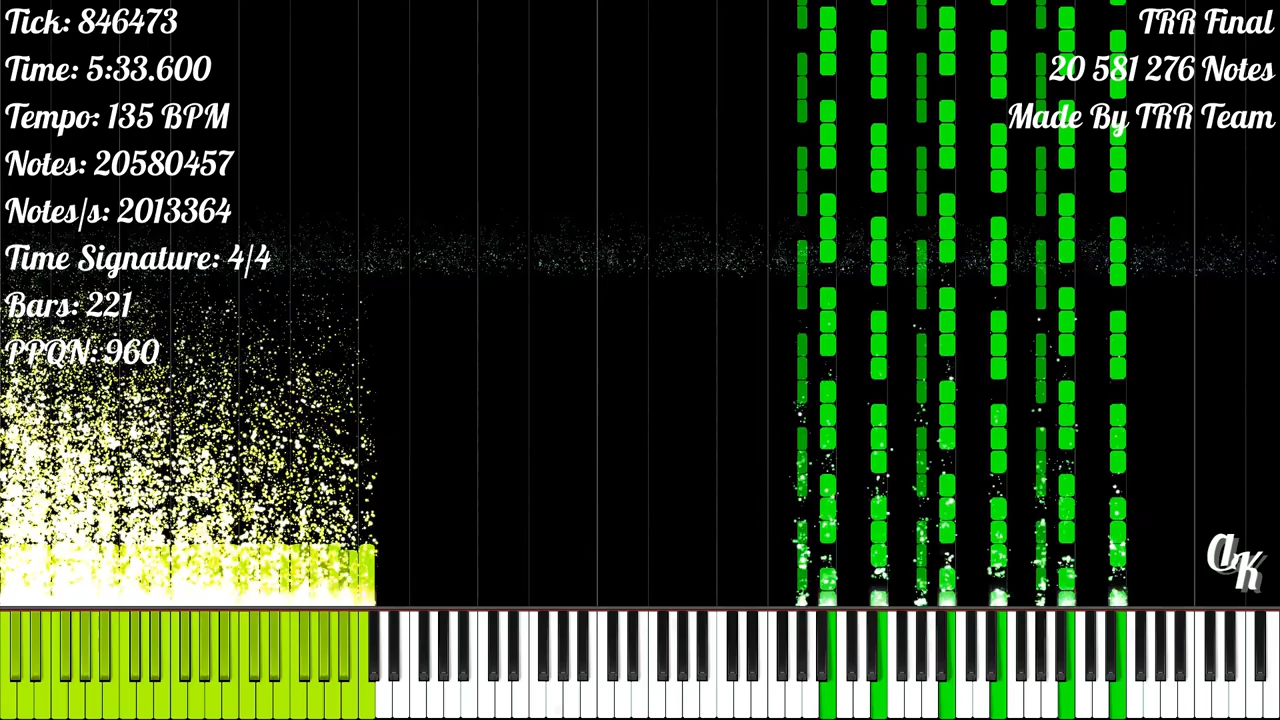 Tick: 846473
Time: 5:33.600
Tempo: 135 BPM
Notes: 20580457
Notes/s: 2013364
Time Signature: 4/4
Bars: 221
PPQN: 960
TRR Final
20 581 276 Notes
Made By TRR Team
aK